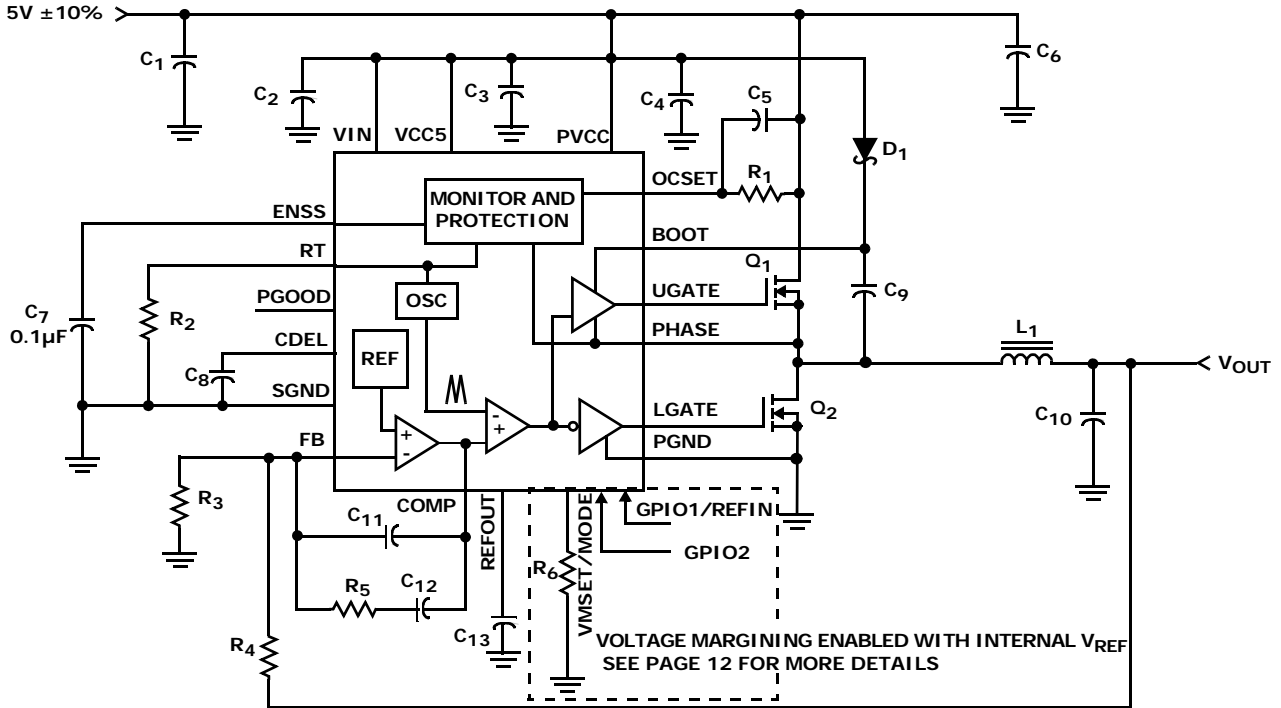 5V ±10%
C1
C2
C3
C4
C5
C6
VIN
VCC5
PVCC
D1
OCSET
R1
MONITOR AND
PROTECTION
ENSS
BOOT
RT
Q1
OSC
UGATE
C9
PGOOD
C7
0.1µF
R2
PHASE
L1
CDEL
REF
VOUT
C8
SGND
LGATE
Q2
C10
+
-
-
+
FB
PGND
R3
COMP
REFOUT
VMSET/MODE
GPIO1/REFIN
C11
GPIO2
R6
R5
C12
C13
R4
VOLTAGE MARGINING ENABLED WITH INTERNAL VREF
SEE PAGE 12 FOR MORE DETAILS